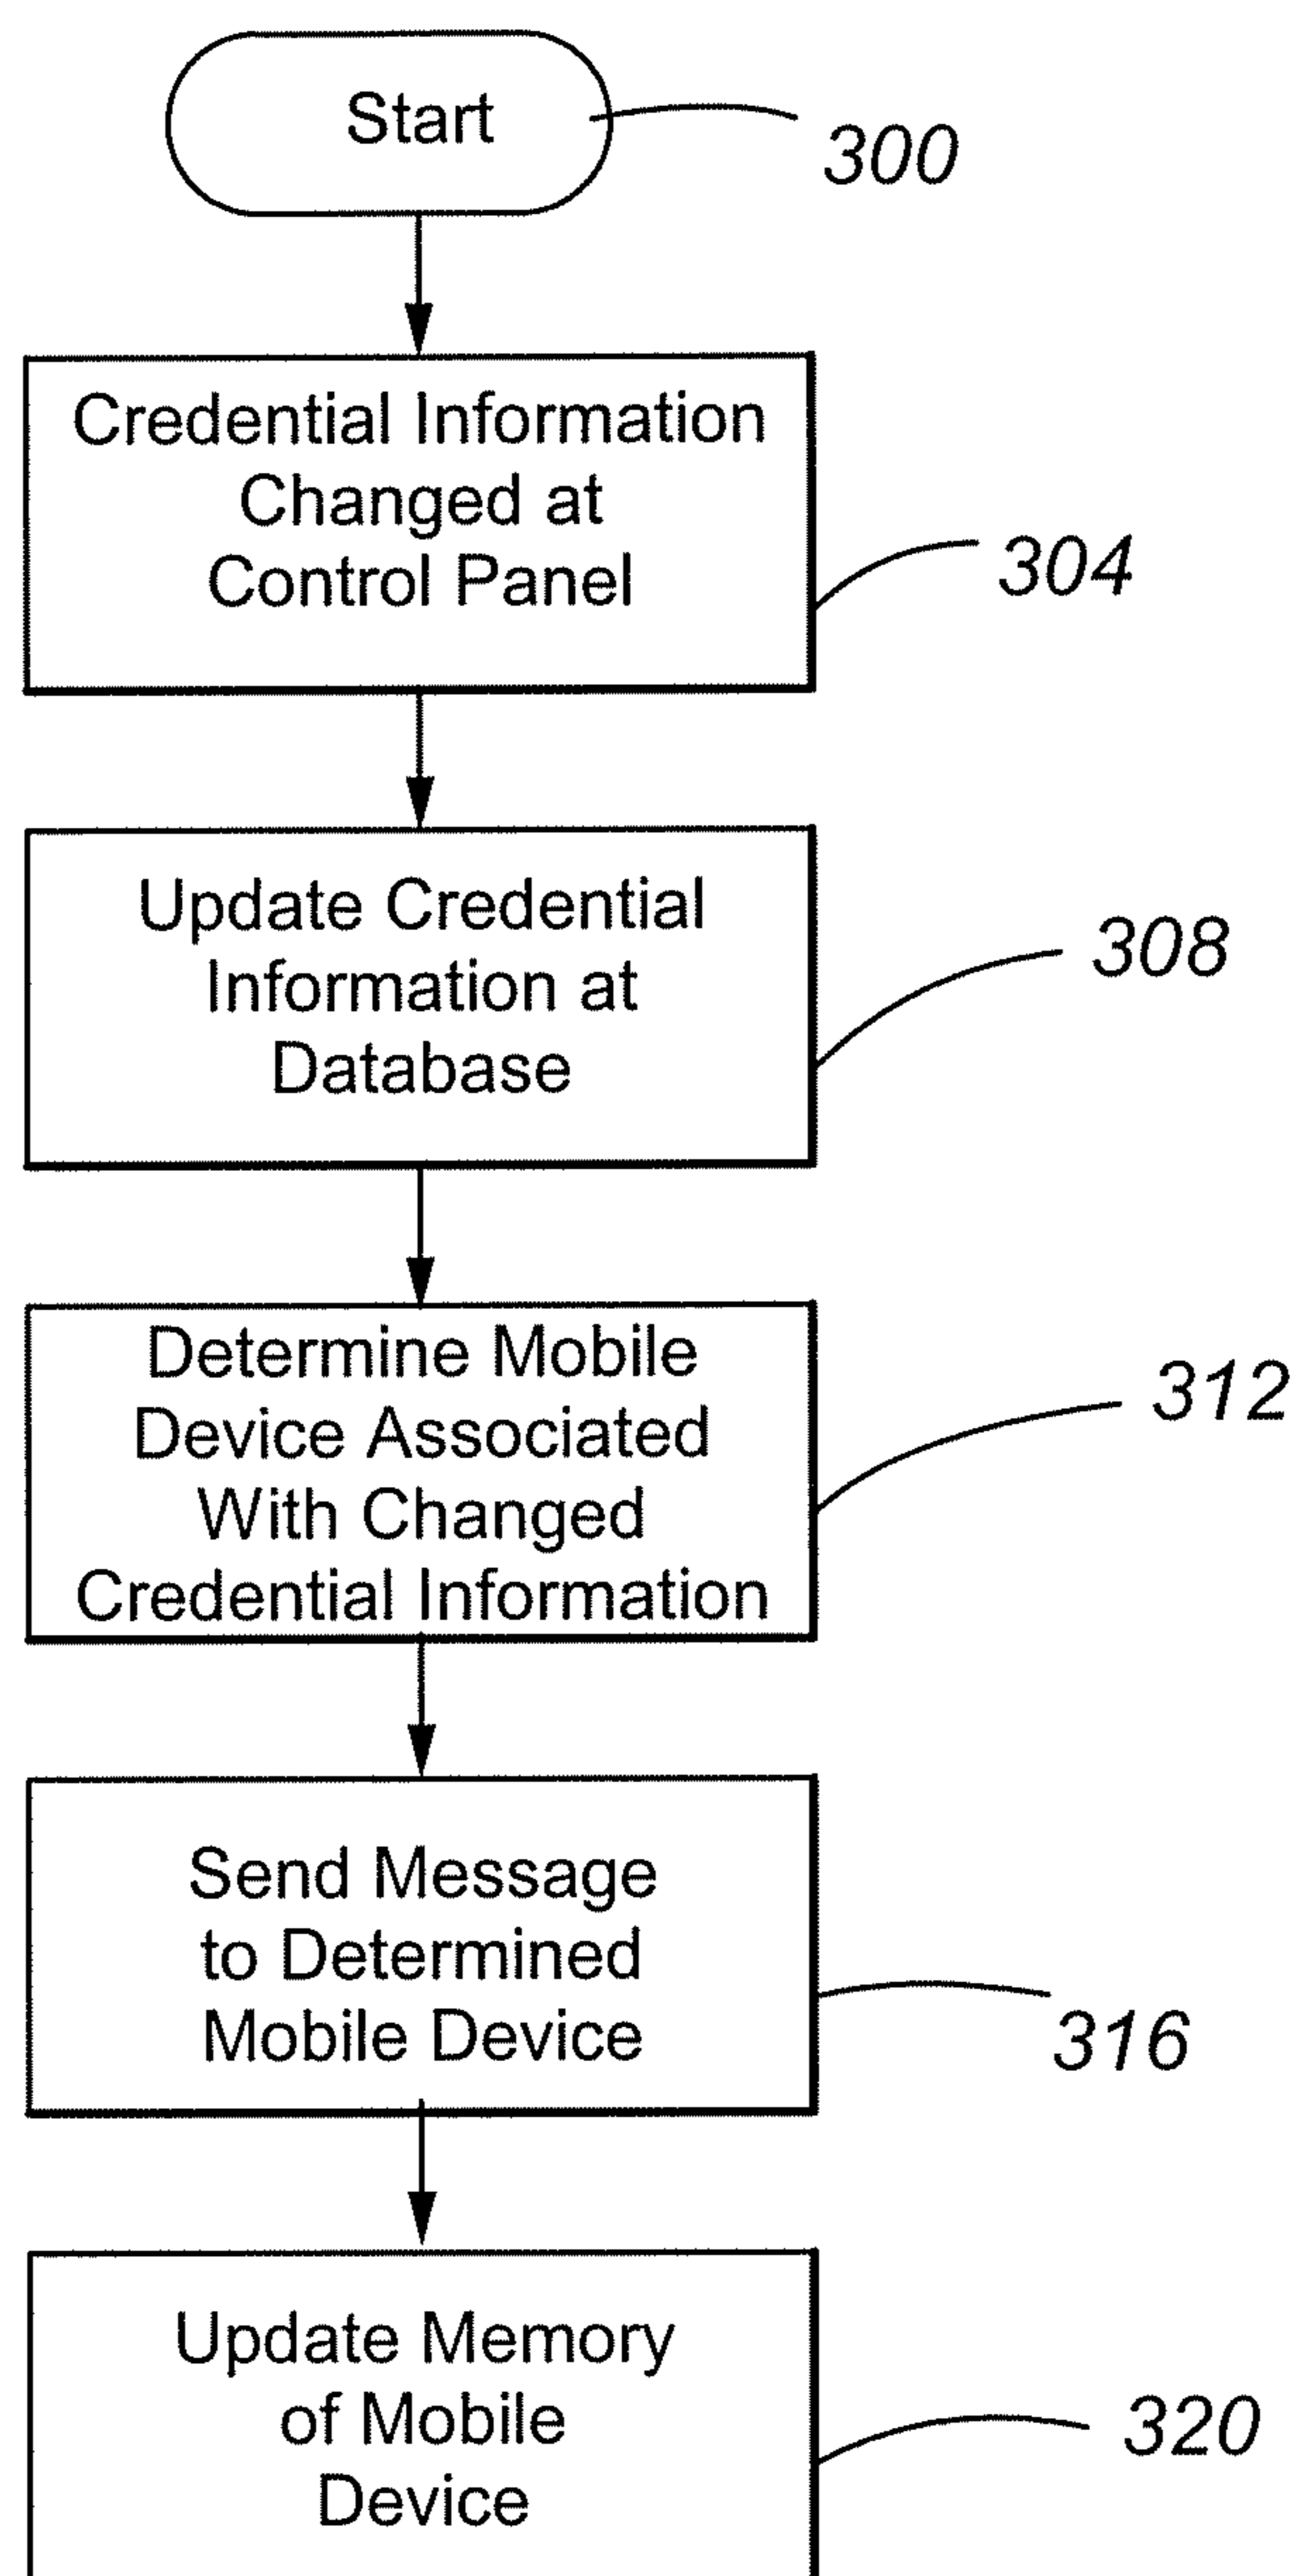 Start
300
Credential Information
Changed at
Control Panel
304
Update Credential
Information at
Database
308
Determine Mobile
Device Associated
With Changed
Credential Information
312
Send Message
to Determined
Mobile Device
316
Update Memory
of Mobile
Device
320